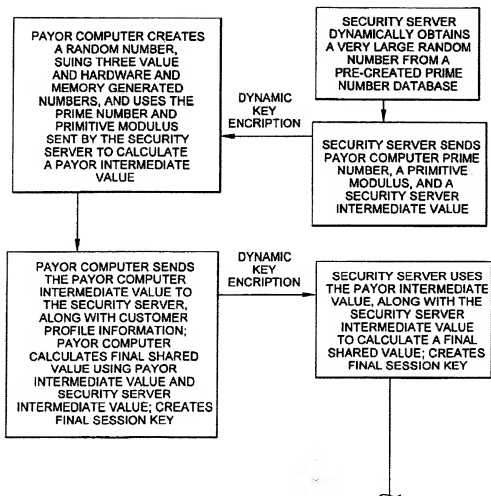 SECURITY SERVER
DYNAMICALLY OBTAINS
A VERY LARGE RANDOM
NUMBER FROM A
PRE-CREATED PRIME
NUMBER DATABASE
SECURITY SERVER SENDS
PAYOR COMPUTER PRIME
NUMBER, A PRIMITIVE
MODULUS, AND A
SECURITY SERVER
INTERMEDIATE VALUE
DYNAMIC
KEY
ENCRIPTION
PAYOR COMPUTER CREATES
A RANDOM NUMBER,
SUING THREE VALUE
AND HARDWARE AND
MEMORY GENERATED
NUMBERS, AND USES THE
PRIME NUMBER AND
PRIMITIVE MODULUS
SENT BY THE SECURITY
SERVER TO CALCULATE
A PAYOR INTERMEDIATE
VALUE
PAYOR COMPUTER SENDS
THE PAYOR COMPUTER
INTERMEDIATE VALUE TO
THE SECURITY SERVER,
ALONG WITH CUSTOMER
PROFILE INFORMATION;
PAYOR COMPUTER
CALCULATES FINAL SHARED
VALUE USING PAYOR
INTERMEDIATE VALUE AND
SECURITY SERVER
INTERMEDIATE VALUE; CREATES
FINAL SESSION KEY
DYNAMIC
KEY
ENCRIPTION
SECURITY SERVER USES
THE PAYOR INTERMEDIATE
VALUE, ALONG WITH THE
SECURITY SERVER
INTERMEDIATE VALUE
TO CALCULATE A FINAL
SHARED VALUE; CREATES
FINAL SESSION KEY